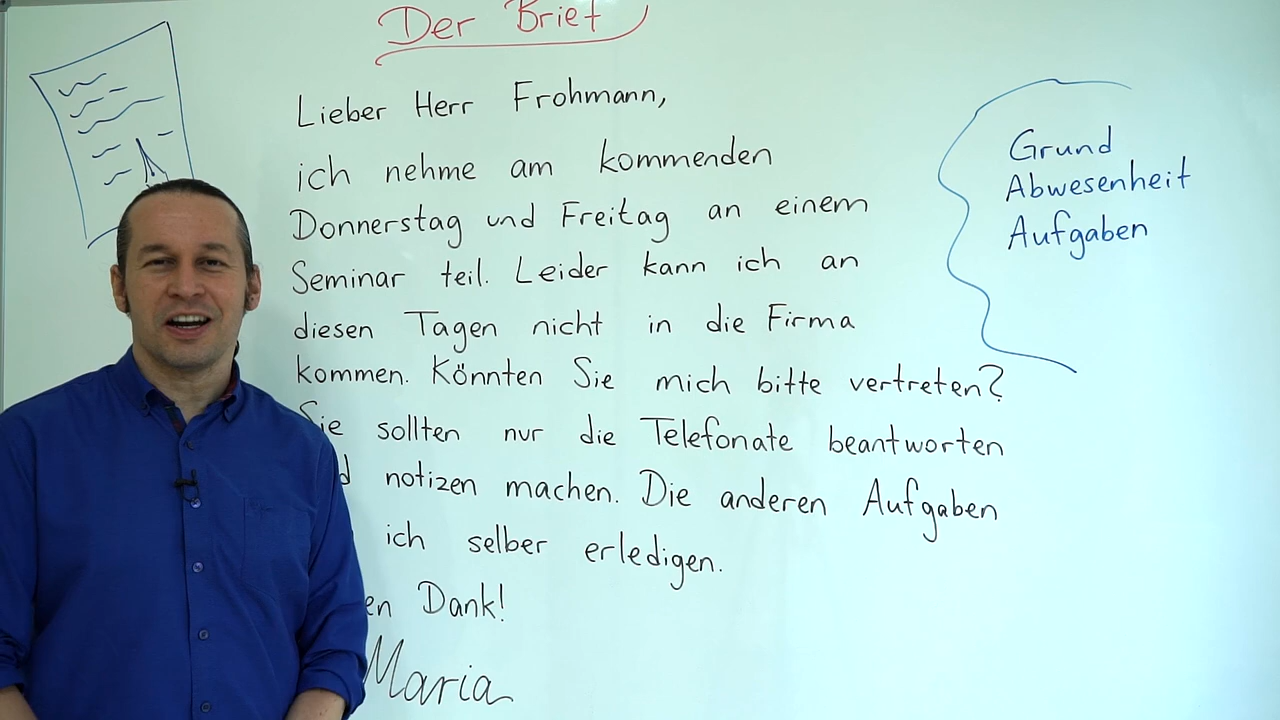 Der Brief
Lieber Herr Frohmann,
ich nehme am kommenden
Donnerstag und Freitag an einem
Seminar teil. Leider kann ich an
diesen Tagen nicht in die Firma
kommen. Könnten Sie mich bitte vertreten?
Sie sollten nur die Telefonate beantworten
notizen machen. Die anderen Aufgaben
ich selber erledigen.
Dank!
Maria
Grund
Abwesenheit
Aufgaben